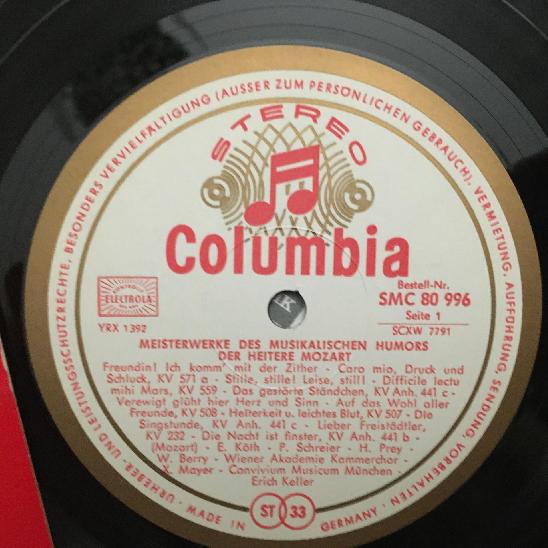 URHEBER- UND LEISTUNGSSCHUTZRECHTE, BESONDERS VERVIELFÄLTIGUNG (AUSSER ZUM PERSÖNLICHEN GEBRAUCH), VERMIETUNG, AUFFÜHRUNG, SENDUNG, VORBEHALTEN · MADE IN GERMANY ·
STEREO
Columbia
ELECTROLA
YRX 1392
Bestell-Nr.
SMC 80 996
Seite 1
SCXW 7791
MEISTERWERKE DES MUSIKALISCHEN HUMORS
DER HEITERE MOZART
Freundin! Ich komm' mit der Zither - Caro mio, Druck und
Schluck, KV 571 a - Stille, stille! Leise, still! - Difficile lectu
mihi Mars, KV 559 - Das gestörte Ständchen, KV Anh. 441 c -
Verewigt glüht hier Herz und Sinn - Auf das Wohl aller
Freunde, KV 508 - Heiterkeit u. leichtes Blut, KV 507 - Die
Singstunde, KV Anh. 441 c - Lieber Freistädtler,
KV 232 - Die Nacht ist finster, KV Anh. 441 b -
(Mozart) - E. Köth - P. Schreier - H. Prey -
W. Berry - Wiener Akademie Kammerchor -
X. Mayer - Convivium Musicum München -
Erich Keller
ST 33